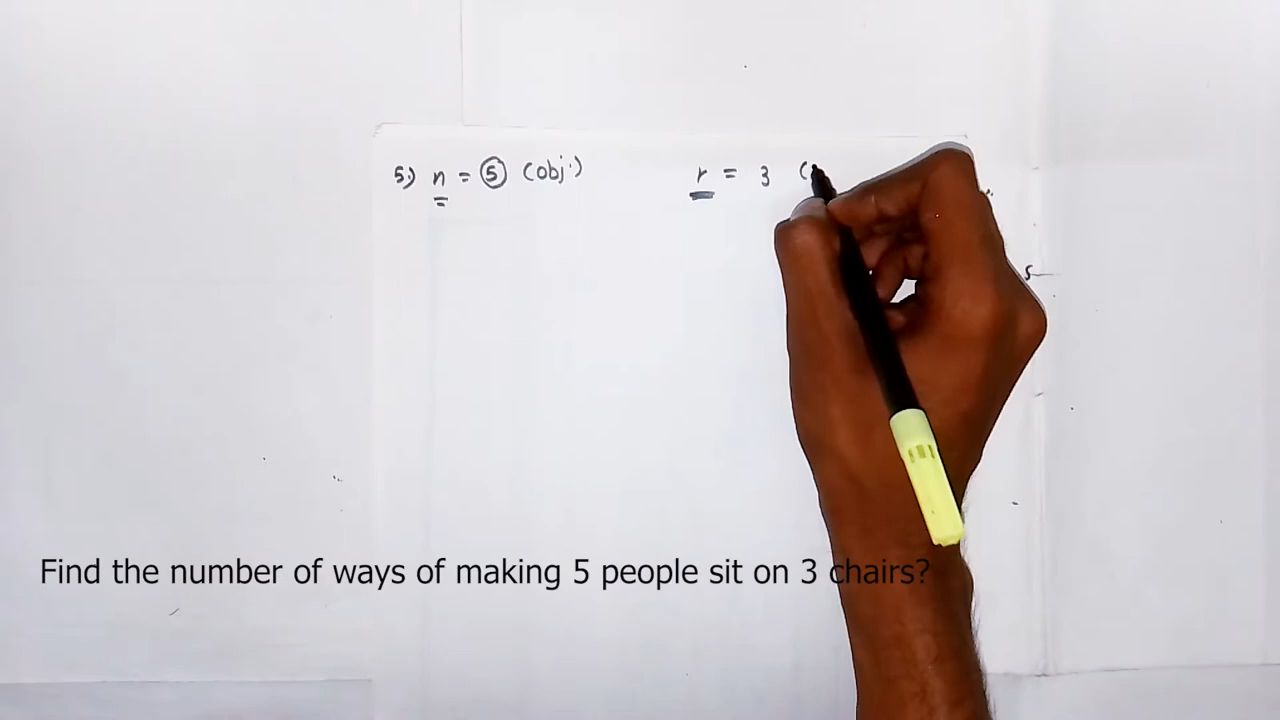 5.) n = 5 (obj.) r = 3 (
Find the number of ways of making 5 people sit on 3 chairs?